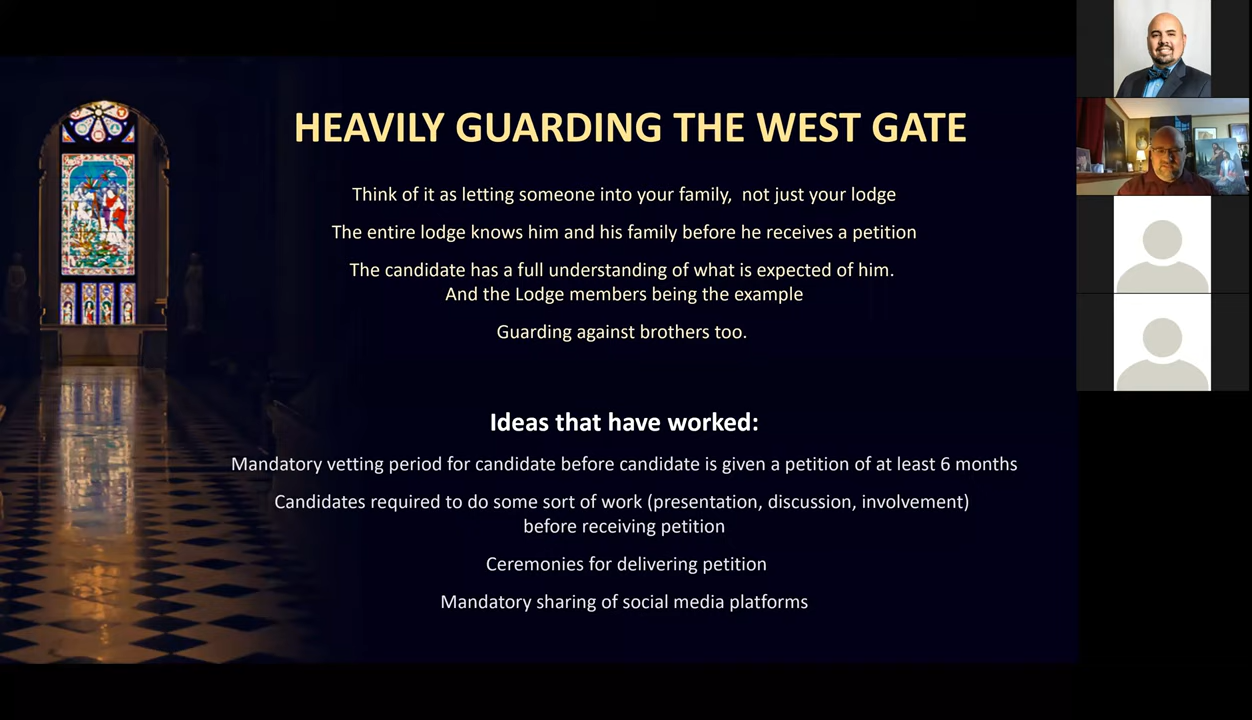 HEAVILY GUARDING THE WEST GATE
Think of it as letting someone into your family,  not just your lodge
The entire lodge knows him and his family before he receives a petition
The candidate has a full understanding of what is expected of him.
And the Lodge members being the example
Guarding against brothers too.
Ideas that have worked:
Mandatory vetting period for candidate before candidate is given a petition of at least 6 months
Candidates required to do some sort of work (presentation, discussion, involvement)
before receiving petition
Ceremonies for delivering petition
Mandatory sharing of social media platforms